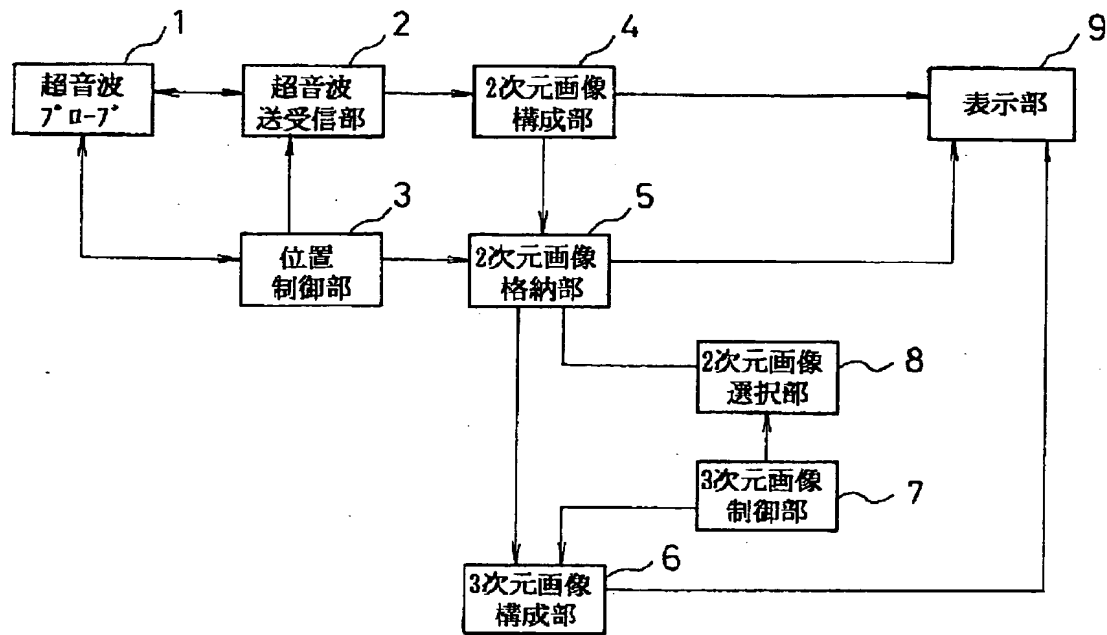 1
超音波
プローブ
2
超音波
送受信部
4
2次元画像
構成部
9
表示部
3
位置
制御部
5
2次元画像
格納部
8
2次元画像
選択部
7
3次元画像
制御部
6
3次元画像
構成部